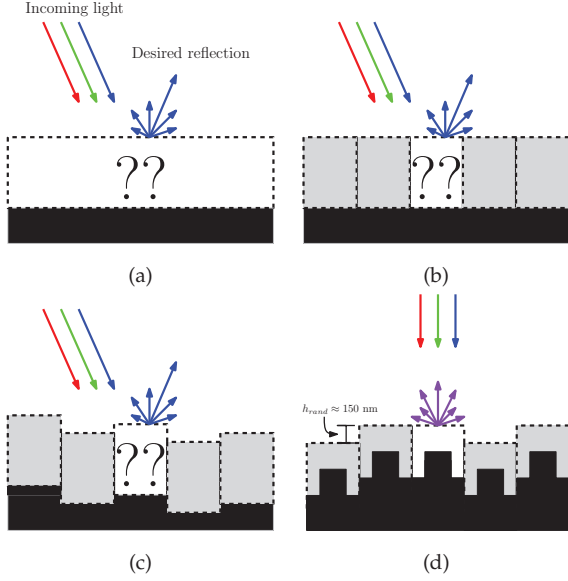 Incoming light
Desired reflection
??
??
(a)
(b)
??
h_rand ≈ 150 nm
(c)
(d)